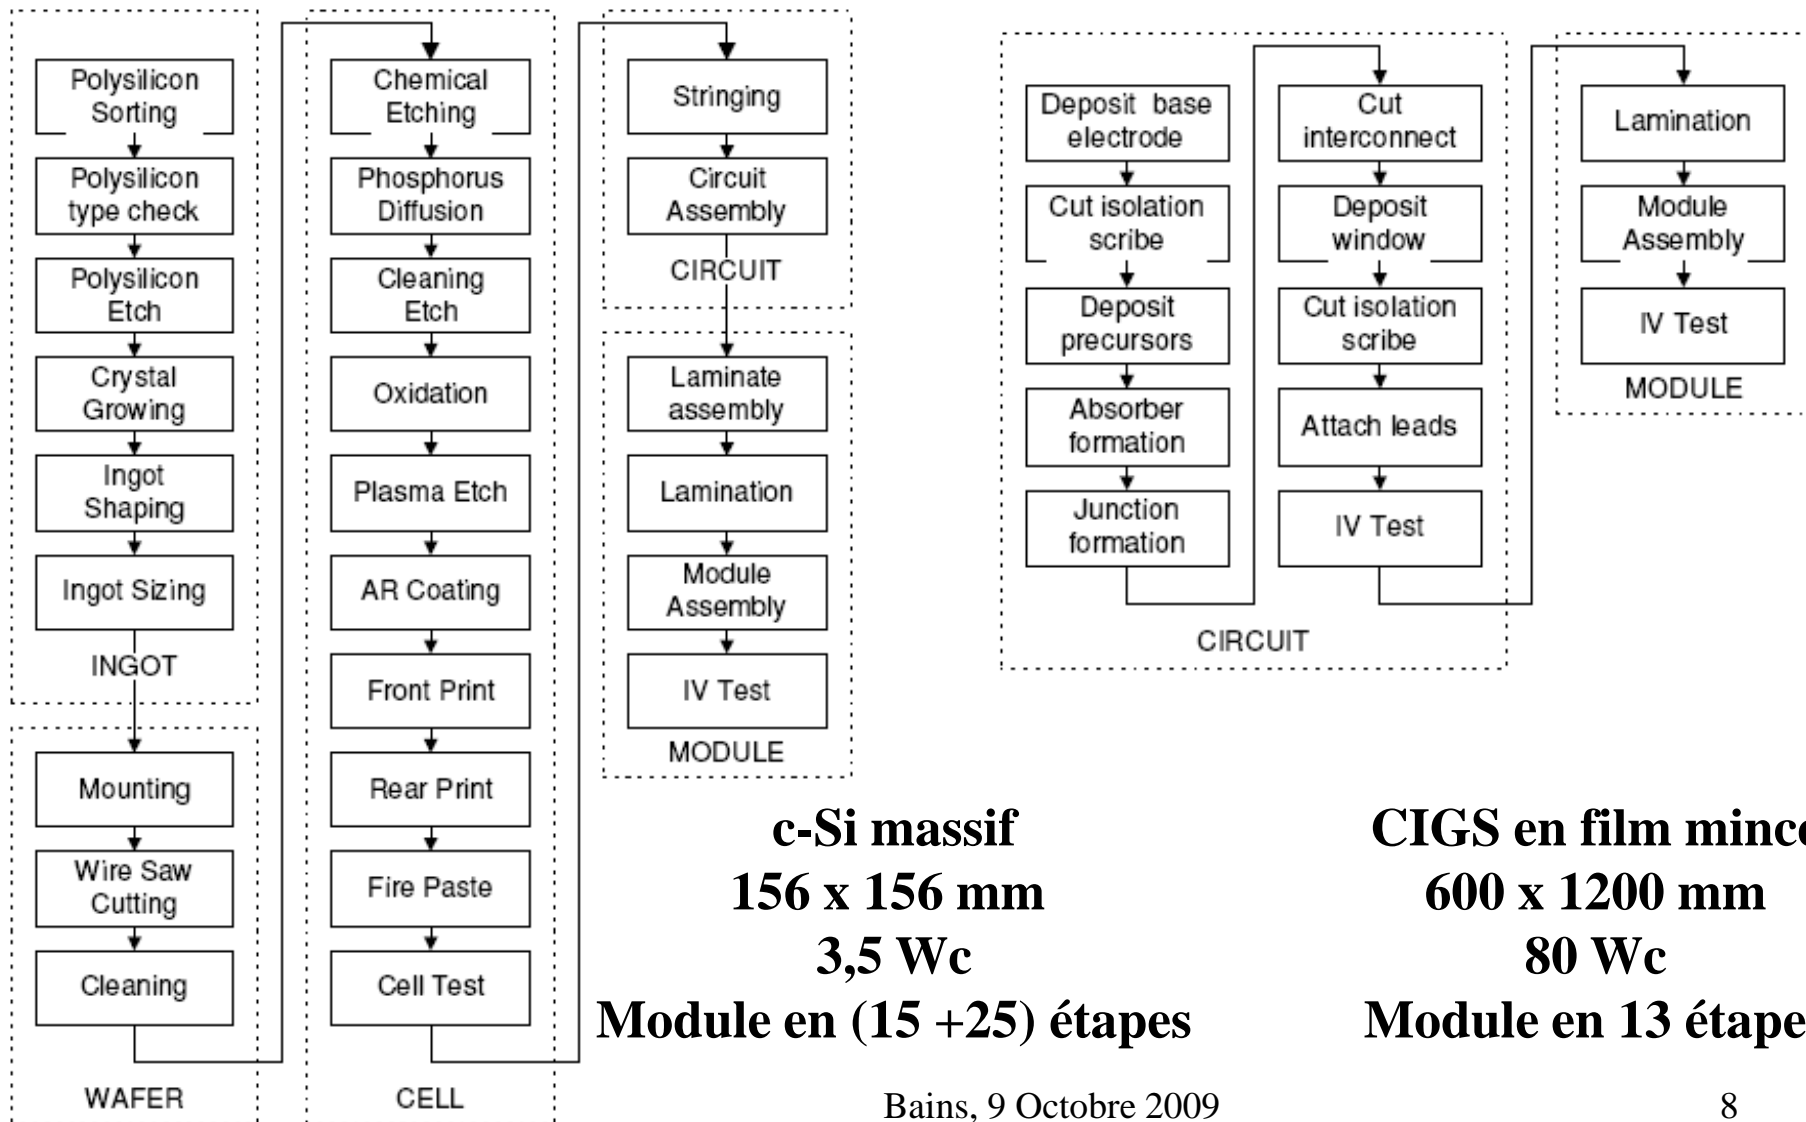 Polysilicon
Sorting
Polysilicon
type check
Polysilicon
Etch
Crystal
Growing
Ingot
Shaping
Ingot Sizing
INGOT
Mounting
Wire Saw
Cutting
Cleaning
WAFER
Chemical
Etching
Phosphorus
Diffusion
Cleaning
Etch
Oxidation
Plasma Etch
AR Coating
Front Print
Rear Print
Fire Paste
Cell Test
CELL
Stringing
Circuit
Assembly
CIRCUIT
Laminate
assembly
Lamination
Module
Assembly
IV Test
MODULE
Deposit base
electrode
Cut isolation
scribe
Deposit
precursors
Absorber
formation
Junction
formation
Cut
interconnect
Deposit
window
Cut isolation
scribe
Attach leads
IV Test
CIRCUIT
Lamination
Module
Assembly
IV Test
MODULE
c-Si massif
156 x 156 mm
3,5 Wc
Module en (15 +25) étapes
CIGS en film mince
600 x 1200 mm
80 Wc
Module en 13 étape
Bains, 9 Octobre 2009
8